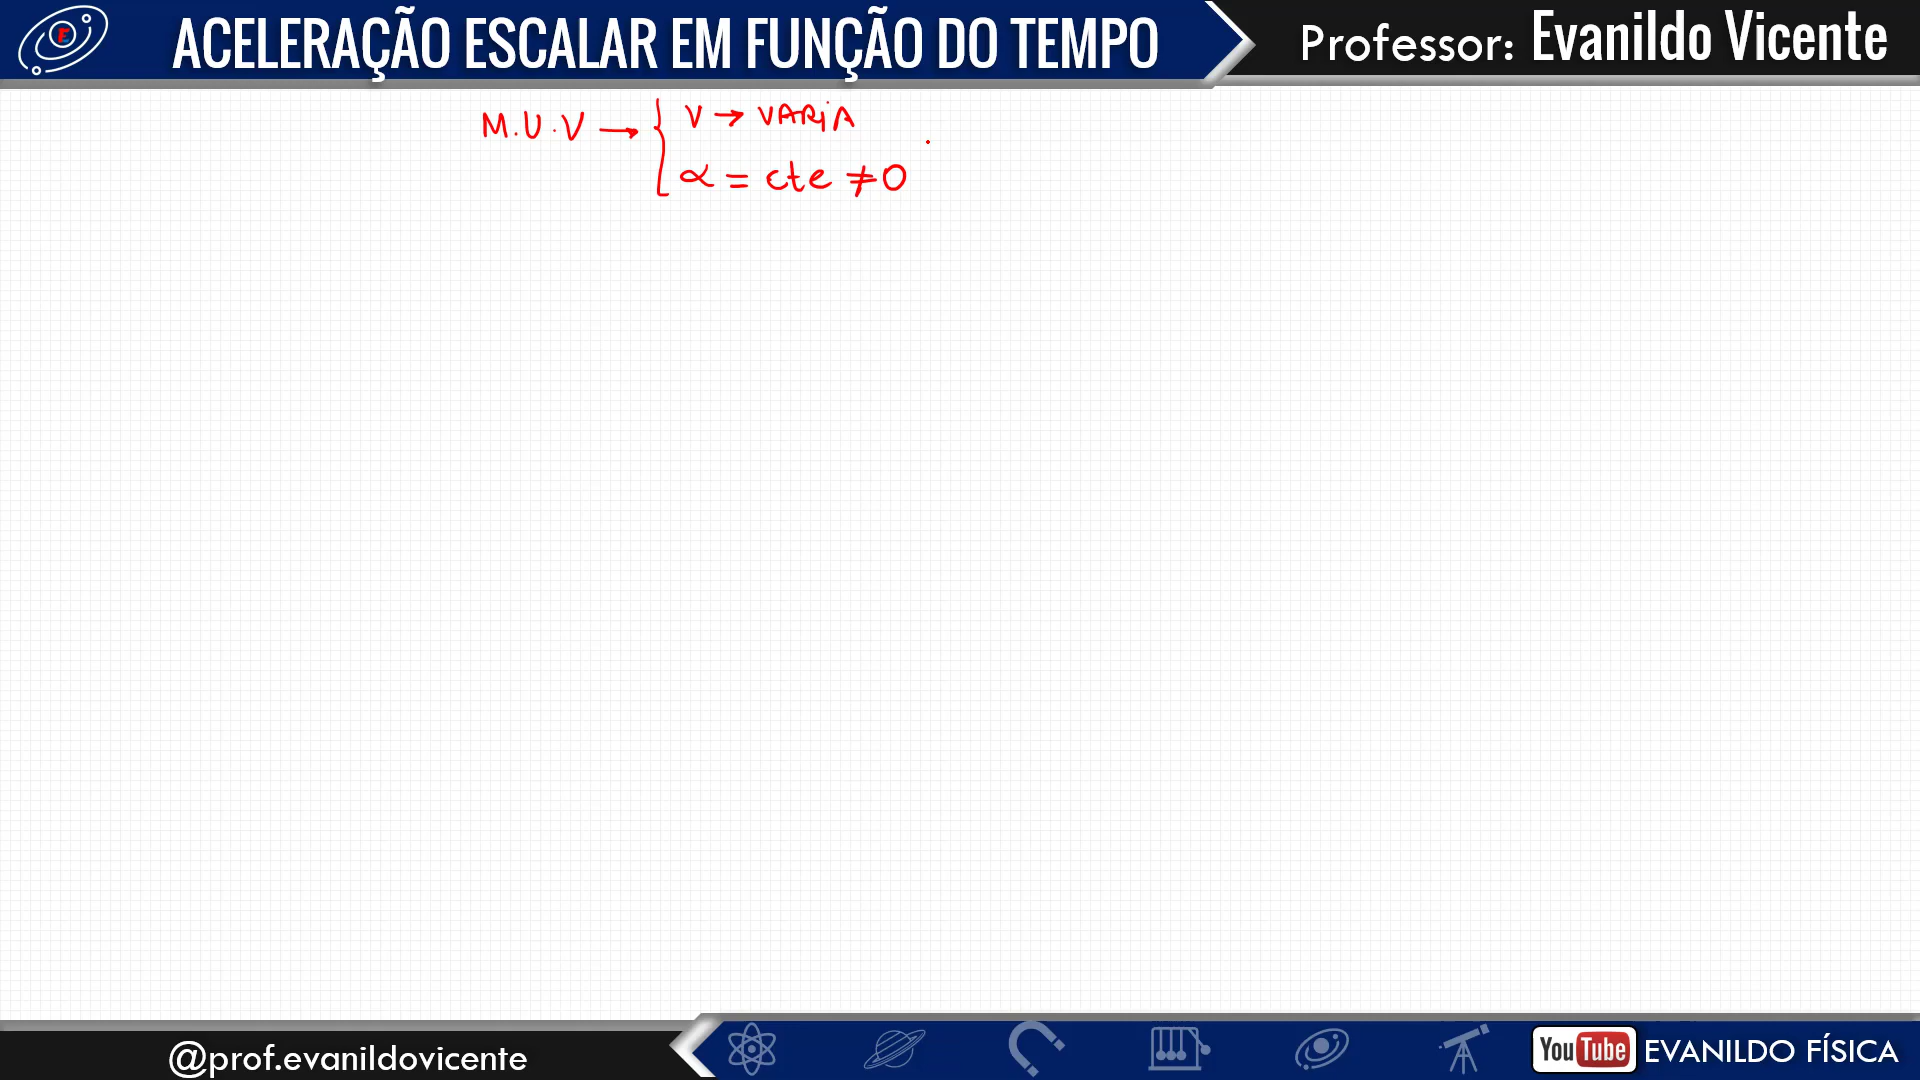 ACELERAÇÃO ESCALAR EM FUNÇÃO DO TEMPO
Professor: Evanildo Vicente
E
M.U.V → { V → VARiA
α = cte ≠ 0
@prof.evanildovicente
YouTube EVANILDO FÍSICA